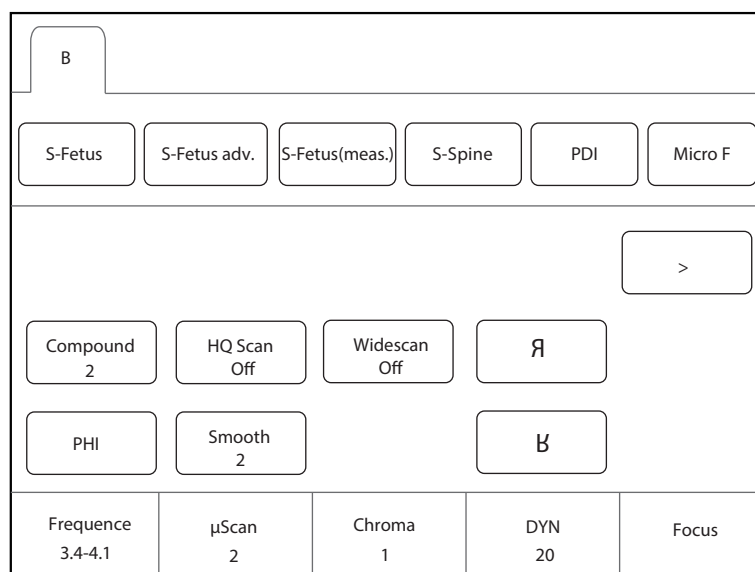 B
S-Fetus S-Fetus adv. S-Fetus(meas.) S-Spine PDI Micro F
>
Compound HQ Scan Widescan Я
2 Off Off
PHI Smooth ʁ
2
Frequence μScan Chroma DYN Focus
3.4-4.1 2 1 20